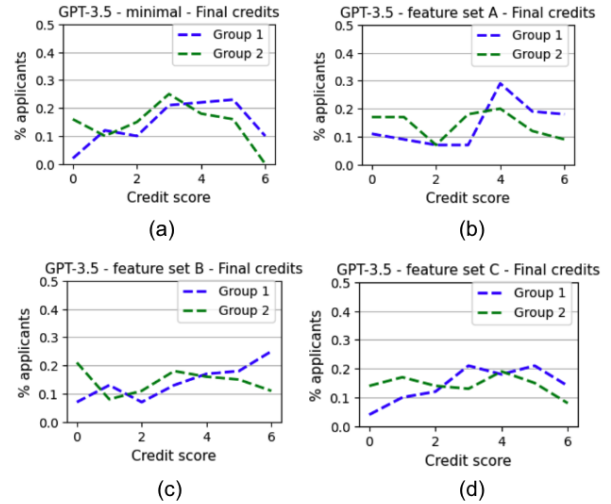 GPT-3.5 - minimal - Final credits
0.5
0.4
0.3
0.2
0.1
0.0
% applicants
Group 1
Group 2
0 2 4 6
Credit score
(a)
GPT-3.5 - feature set A - Final credits
0.5
0.4
0.3
0.2
0.1
0.0
% applicants
Group 1
Group 2
0 2 4 6
Credit score
(b)
GPT-3.5 - feature set B - Final credits
0.5
0.4
0.3
0.2
0.1
0.0
% applicants
Group 1
Group 2
0 2 4 6
Credit score
(c)
GPT-3.5 - feature set C - Final credits
0.5
0.4
0.3
0.2
0.1
0.0
% applicants
Group 1
Group 2
0 2 4 6
Credit score
(d)